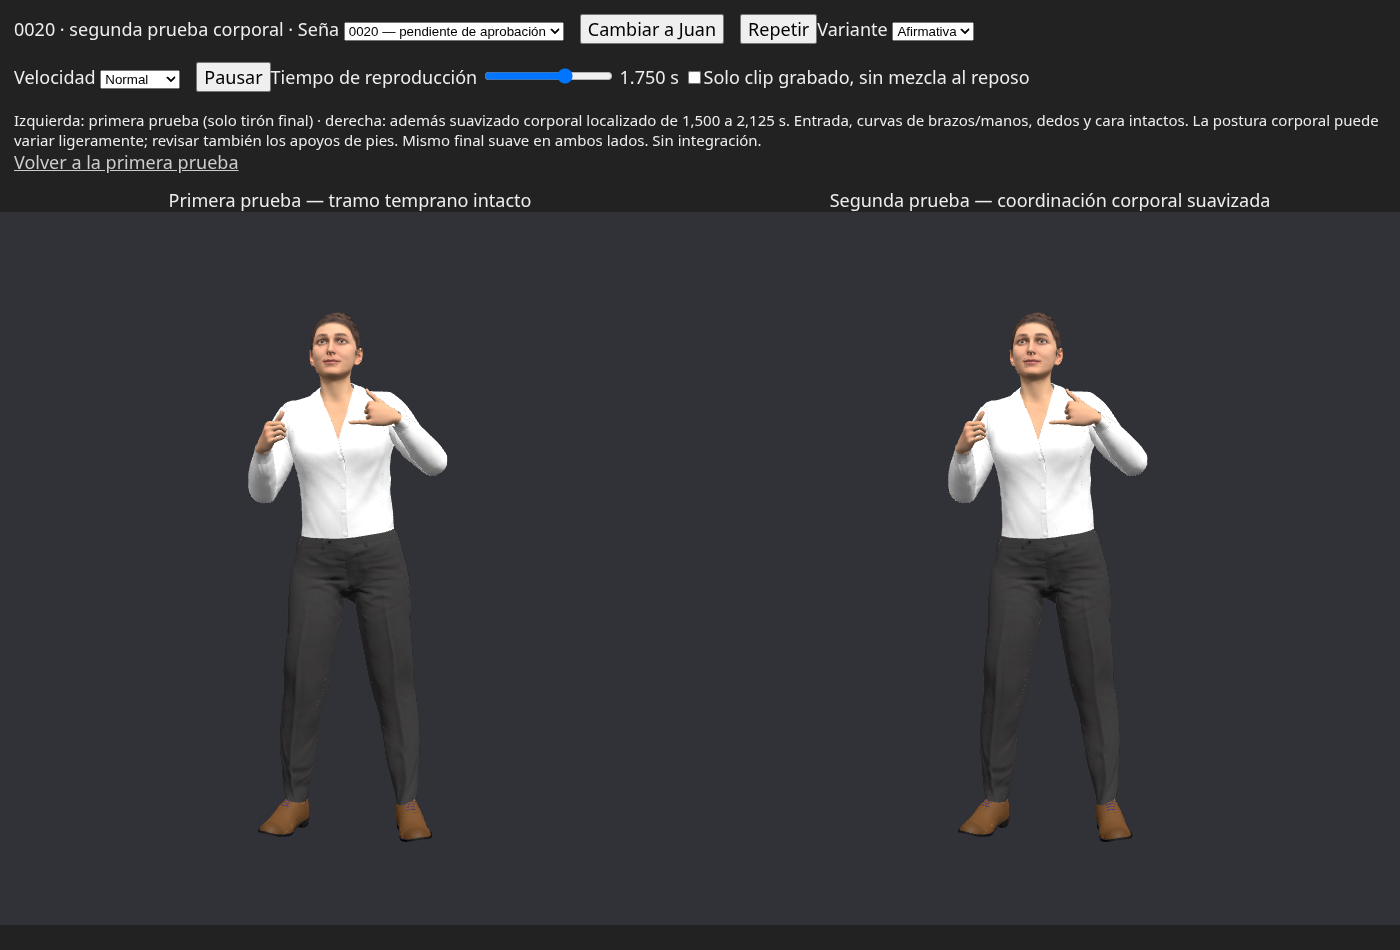 0020 · segunda prueba corporal · Seña 0020 — pendiente de aprobación Cambiar a Juan Repetir Variante Afirmativa
Velocidad Normal Pausar Tiempo de reproducción 1.750 s Solo clip grabado, sin mezcla al reposo
Izquierda: primera prueba (solo tirón final) · derecha: además suavizado corporal localizado de 1,500 a 2,125 s. Entrada, curvas de brazos/manos, dedos y cara intactos. La postura corporal puede
variar ligeramente; revisar también los apoyos de pies. Mismo final suave en ambos lados. Sin integración.
Volver a la primera prueba
Primera prueba — tramo temprano intacto
Segunda prueba — coordinación corporal suavizada